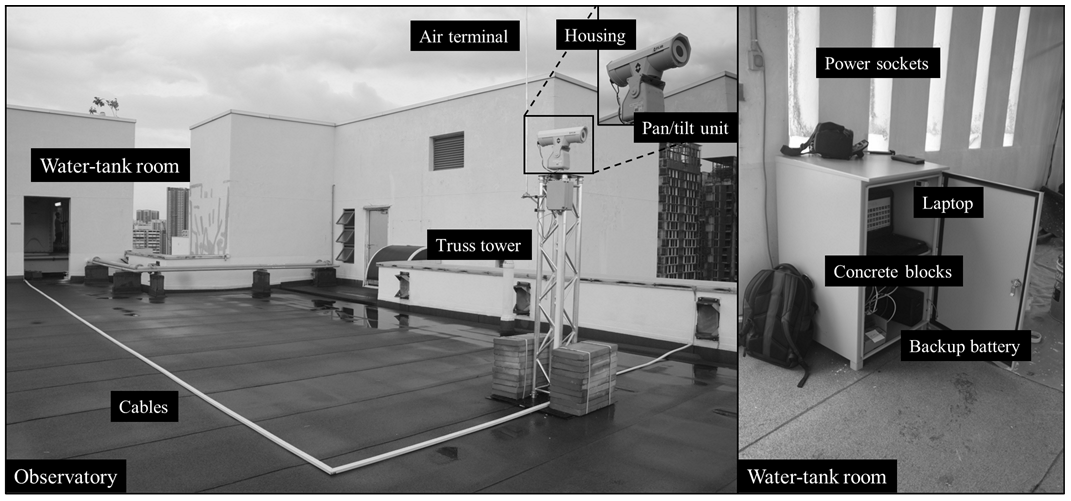 Air terminal
Housing
Power sockets
Pan/tilt unit
Water-tank room
Laptop
Truss tower
Concrete blocks
Backup battery
Cables
Observatory
Water-tank room